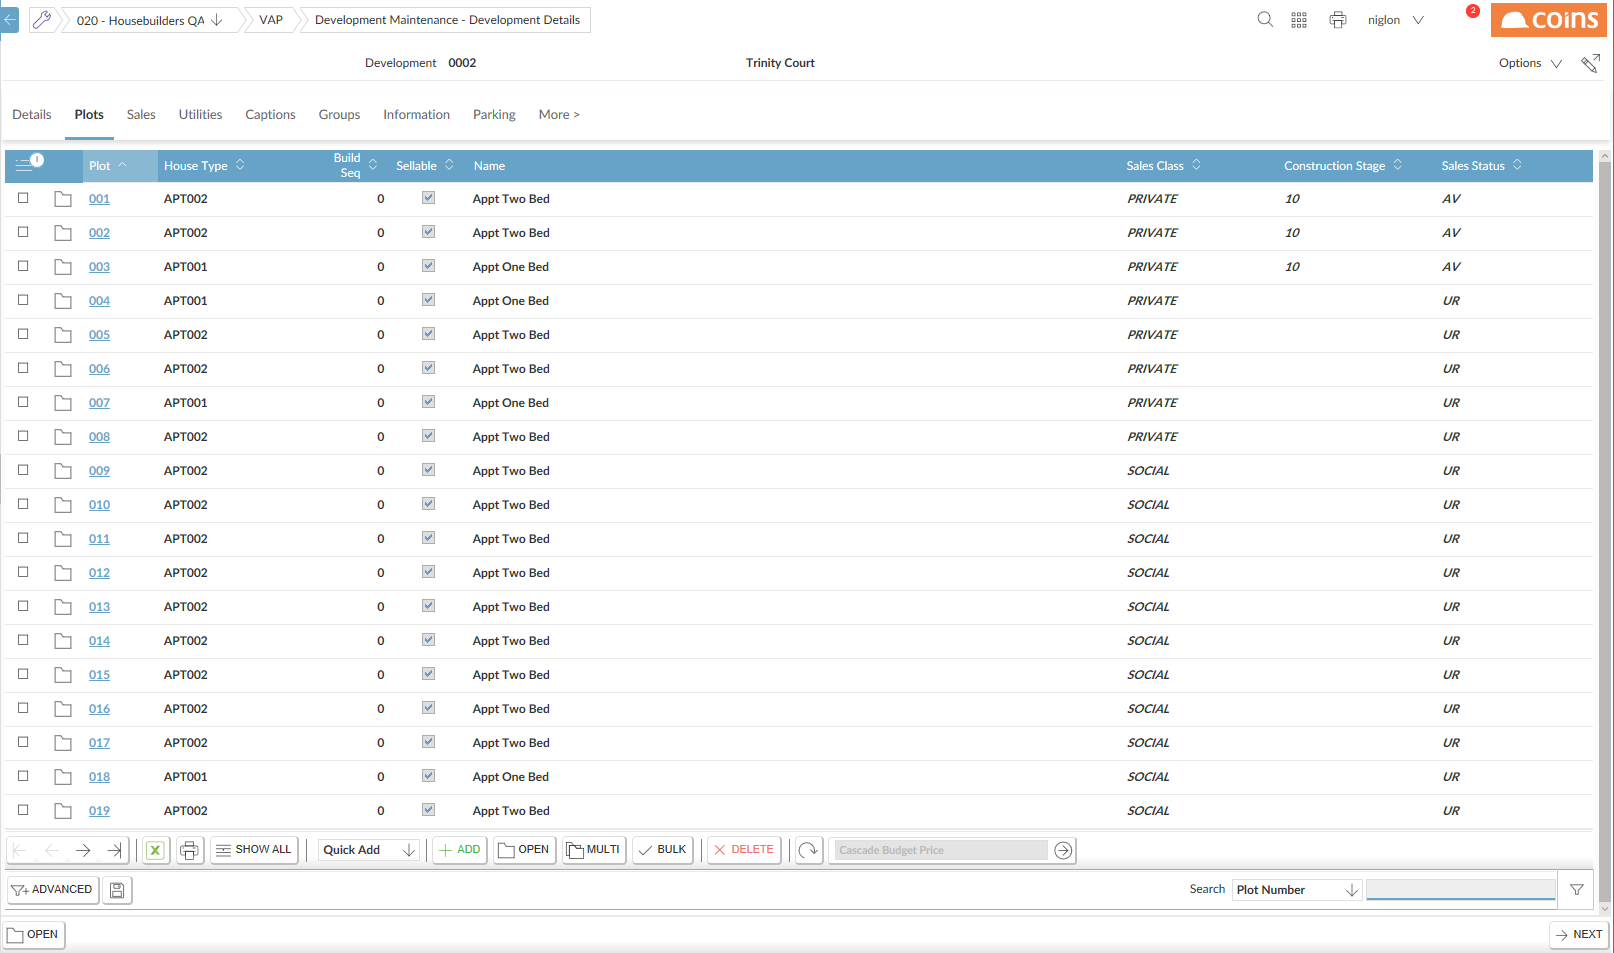 020 - Housebuilders QA VAP Development Maintenance - Development Details niglon 2 coins
Development 0002 Trinity Court Options
Details Plots Sales Utilities Captions Groups Information Parking More >
1 Plot House Type Build Seq Sellable Name Sales Class Construction Stage Sales Status
001 APT002 0 Appt Two Bed PRIVATE 10 AV
002 APT002 0 Appt Two Bed PRIVATE 10 AV
003 APT001 0 Appt One Bed PRIVATE 10 AV
004 APT001 0 Appt One Bed PRIVATE UR
005 APT002 0 Appt Two Bed PRIVATE UR
006 APT002 0 Appt Two Bed PRIVATE UR
007 APT001 0 Appt One Bed PRIVATE UR
008 APT002 0 Appt Two Bed PRIVATE UR
009 APT002 0 Appt Two Bed SOCIAL UR
010 APT002 0 Appt Two Bed SOCIAL UR
011 APT002 0 Appt Two Bed SOCIAL UR
012 APT002 0 Appt Two Bed SOCIAL UR
013 APT002 0 Appt Two Bed SOCIAL UR
014 APT002 0 Appt Two Bed SOCIAL UR
015 APT002 0 Appt Two Bed SOCIAL UR
016 APT002 0 Appt Two Bed SOCIAL UR
017 APT002 0 Appt Two Bed SOCIAL UR
018 APT001 0 Appt One Bed SOCIAL UR
019 APT002 0 Appt Two Bed SOCIAL UR
SHOW ALL Quick Add ADD OPEN MULTI BULK DELETE Cascade Budget Price
ADVANCED Search Plot Number
OPEN NEXT